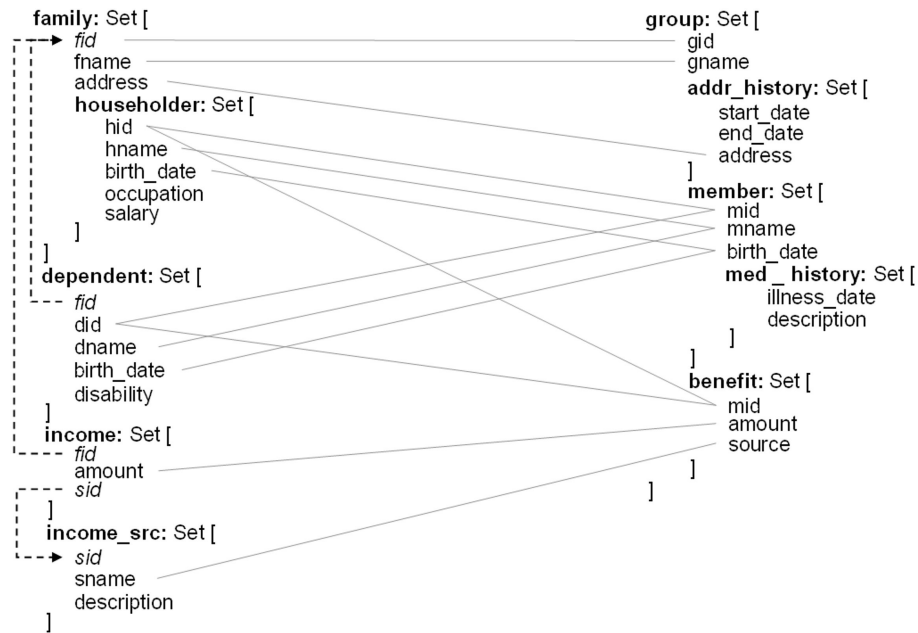 family: Set [
fid
fname
address
householder: Set [
hid
hname
birth_date
occupation
salary
]
]
dependent: Set [
fid
did
dname
birth_date
disability
]
income: Set [
fid
amount
sid
]
income_src: Set [
sid
sname
description
]
group: Set [
gid
gname
addr_history: Set [
start_date
end_date
address
]
member: Set [
mid
mname
birth_date
med_ history: Set [
illness_date
description
]
]
benefit: Set [
mid
amount
source
]
]